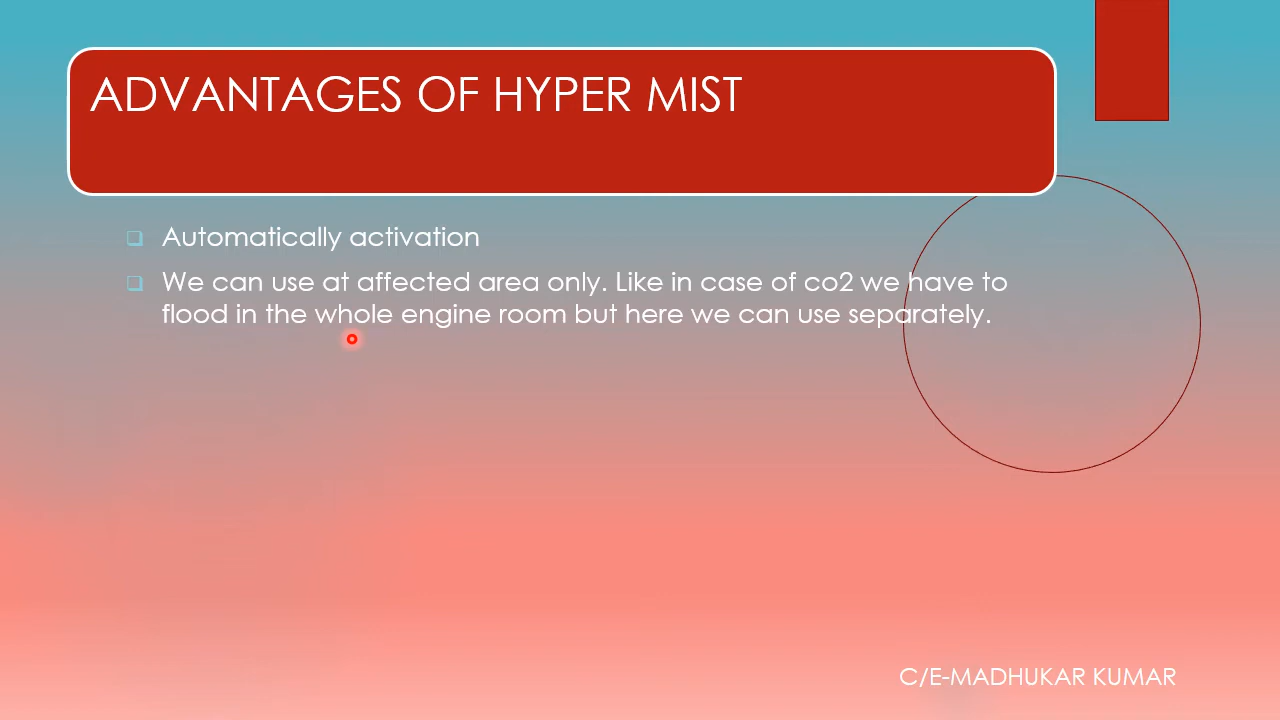 ADVANTAGES OF HYPER MIST
Automatically activation
We can use at affected area only. Like in case of co2 we have to
flood in the whole engine room but here we can use separately.
C/E-MADHUKAR KUMAR